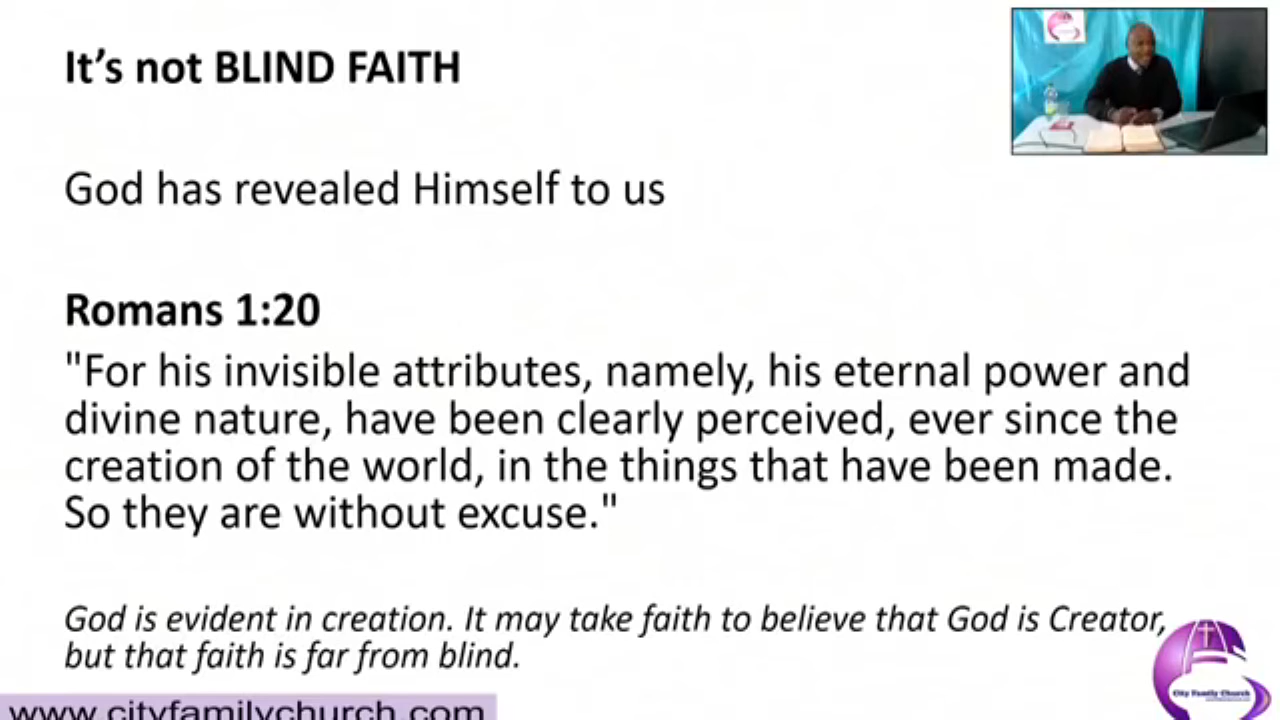 It’s not BLIND FAITH
God has revealed Himself to us
Romans 1:20
"For his invisible attributes, namely, his eternal power and
divine nature, have been clearly perceived, ever since the
creation of the world, in the things that have been made.
So they are without excuse."
God is evident in creation. It may take faith to believe that God is Creator,
but that faith is far from blind.
City Family Church
www.cityfamilychurch.com